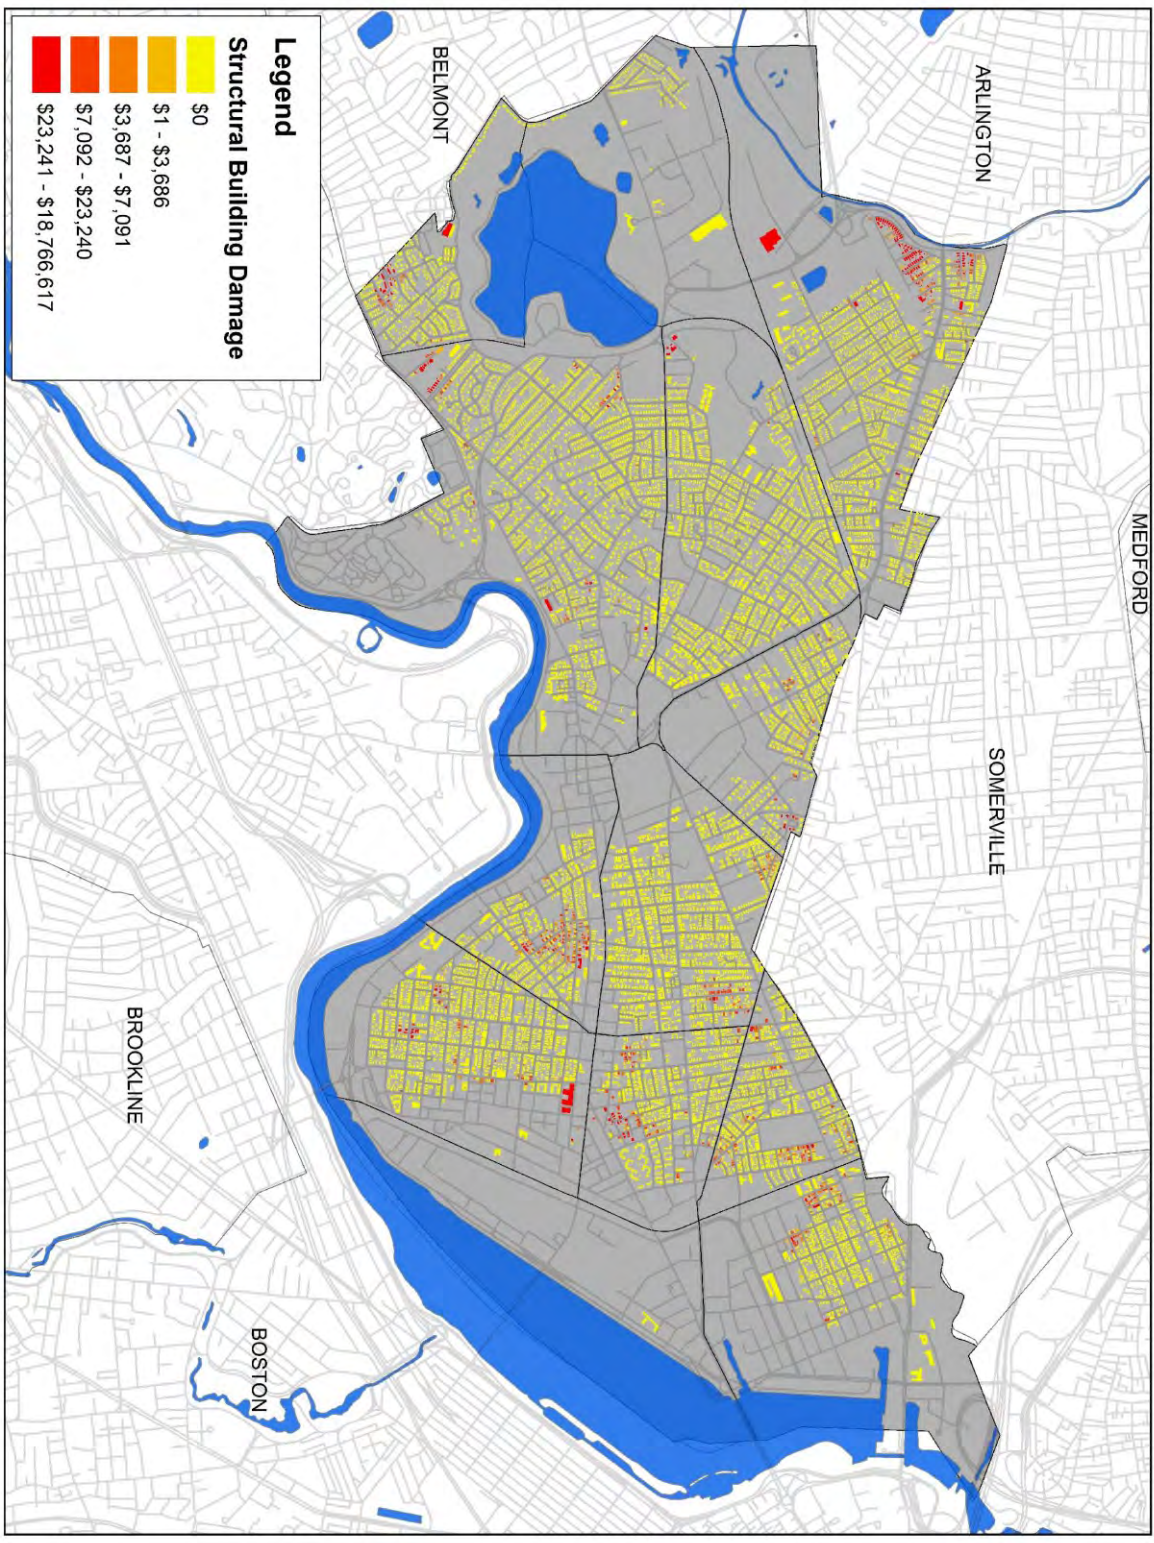 ARLINGTON
BELMONT
MEDFORD
SOMERVILLE
BROOKLINE
BOSTON
Legend
Structural Building Damage
$0
$1 - $3,686
$3,687 - $7,091
$7,092 - $23,240
$23,241 - $18,766,617